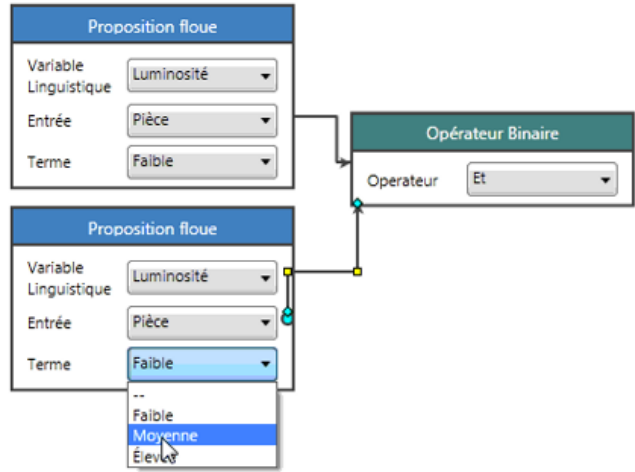 Proposition floue
Variable
Linguistique
Luminosité
Entrée
Pièce
Terme
Faible
Opérateur Binaire
Operateur
Et
Proposition floue
Variable
Linguistique
Luminosité
Entrée
Pièce
Terme
Faible
--
Faible
Moyenne